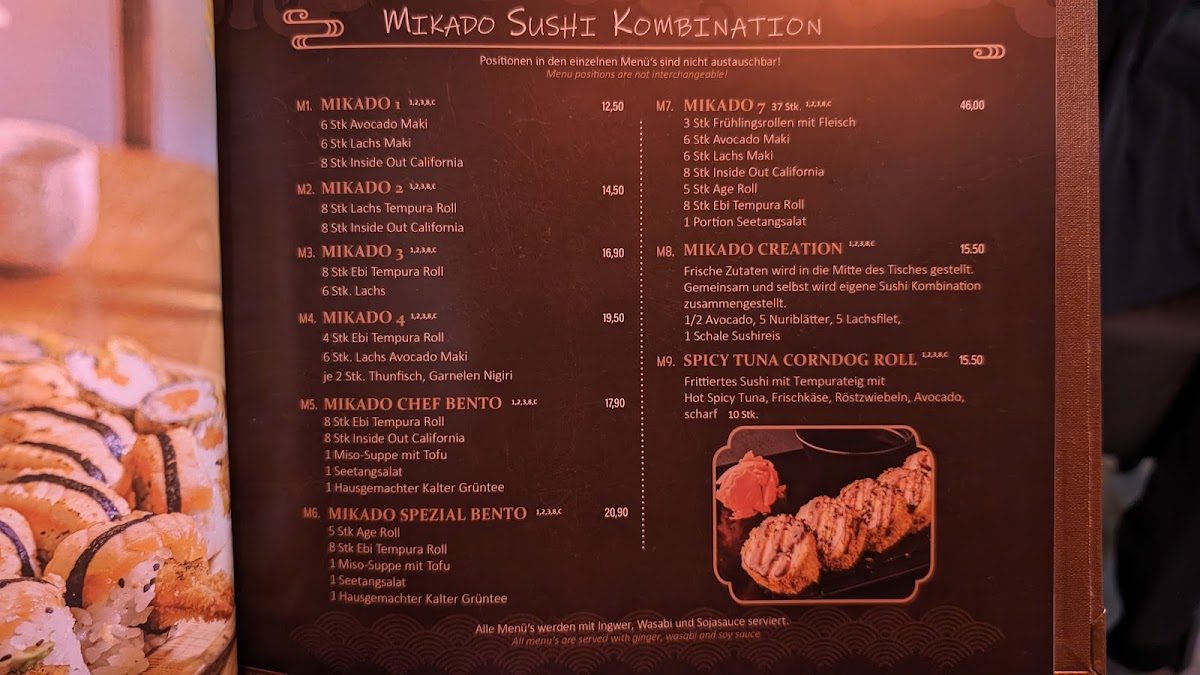 MIKADO SUSHI KOMBINATION
Positionen in den einzelnen Menü's sind nicht austauschbar!
Menu positions are not interchangeable!
M1. MIKADO 1 1,2,3,8,C 12,50
6 Stk Avocado Maki
6 Stk Lachs Maki
8 Stk Inside Out California
M2. MIKADO 2 1,2,3,8,C 14,50
8 Stk Lachs Tempura Roll
8 Stk Inside Out California
M3. MIKADO 3 1,2,3,8,C 16,90
8 Stk Ebi Tempura Roll
6 Stk. Lachs
M4. MIKADO 4 1,2,3,8,C 19,50
4 Stk Ebi Tempura Roll
6 Stk. Lachs Avocado Maki
je 2 Stk. Thunfisch, Garnelen Nigiri
M5. MIKADO CHEF BENTO 1,2,3,8,C 17,90
8 Stk Ebi Tempura Roll
8 Stk Inside Out California
1 Miso-Suppe mit Tofu
1 Seetangsalat
1 Hausgemachter Kalter Grüntee
M6. MIKADO SPEZIAL BENTO 1,2,3,8,C 20,90
5 Stk Age Roll
8 Stk Ebi Tempura Roll
1 Miso-Suppe mit Tofu
1 Seetangsalat
1 Hausgemachter Kalter Grüntee
M7. MIKADO 7 37 Stk. 1,2,3,8,C 46,00
3 Stk Frühlingsrollen mit Fleisch
6 Stk Avocado Maki
6 Stk Lachs Maki
8 Stk Inside Out California
5 Stk Age Roll
8 Stk Ebi Tempura Roll
1 Portion Seetangsalat
M8. MIKADO CREATION 1,2,3,8,C 15.50
Frische Zutaten wird in die Mitte des Tisches gestellt.
Gemeinsam und selbst wird eigene Sushi Kombination
zusammengestellt.
1/2 Avocado, 5 Nuriblätter, 5 Lachsfilet,
1 Schale Sushireis
M9. SPICY TUNA CORNDOG ROLL 1,2,3,8,C 15.50
Frittiertes Sushi mit Tempurateig mit
Hot Spicy Tuna, Frischkäse, Röstzwiebeln, Avocado,
scharf 10 Stk.
Alle Menü's werden mit Ingwer, Wasabi und Sojasauce serviert.
All menu's are served with ginger, wasabi and soy sauce